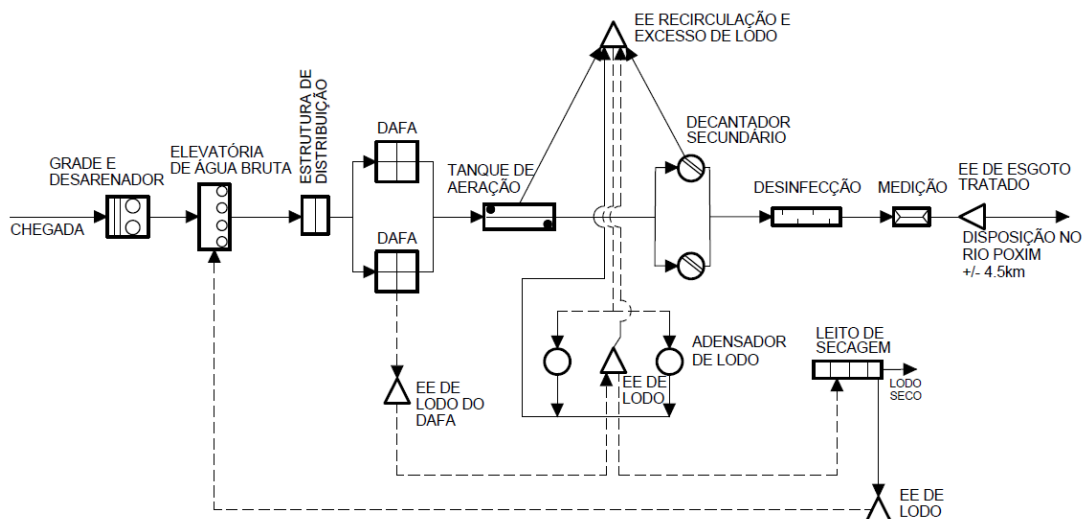 EE RECIRCULAÇÃO E
EXCESSO DE LODO
ESTRUTURA DE
DISTRIBUIÇÃO
DAFA
DECANTADOR
SECUNDÁRIO
GRADE E
DESARENADOR
ELEVATÓRIA
DE ÁGUA BRUTA
TANQUE DE
AERAÇÃO
DESINFECÇÃO
MEDIÇÃO
EE DE ESGOTO
TRATADO
CHEGADA
DAFA
DISPOSIÇÃO NO
RIO POXIM
+/- 4.5km
ADENSADOR
DE LODO
LEITO DE
SECAGEM
EE DE
LODO DO
DAFA
EE DE
LODO
LODO
SECO
EE DE
LODO